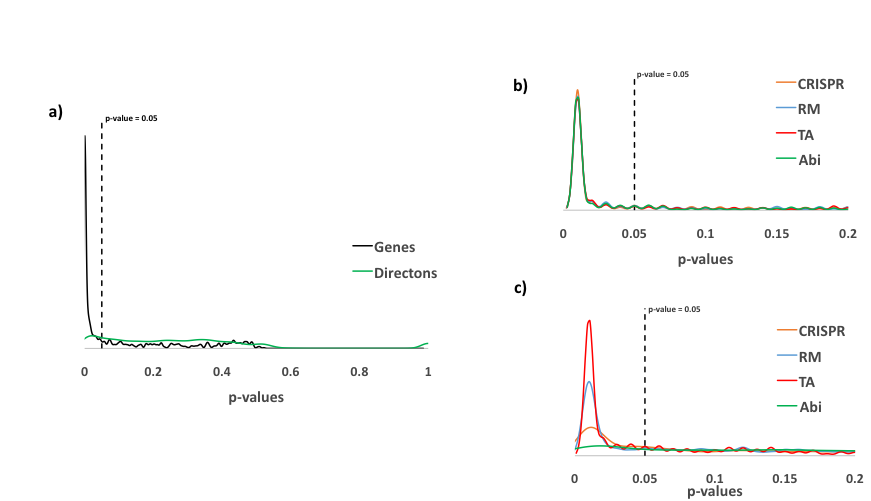 a)
p-value = 0.05
Genes
Directons
0 0.2 0.4 0.6 0.8 1
p-values
b)
p-value = 0.05
CRISPR
RM
TA
Abi
0 0.05 0.1 0.15 0.2
p-values
c)
p-value = 0.05
CRISPR
RM
TA
Abi
0 0.05 0.1 0.15 0.2
p-values